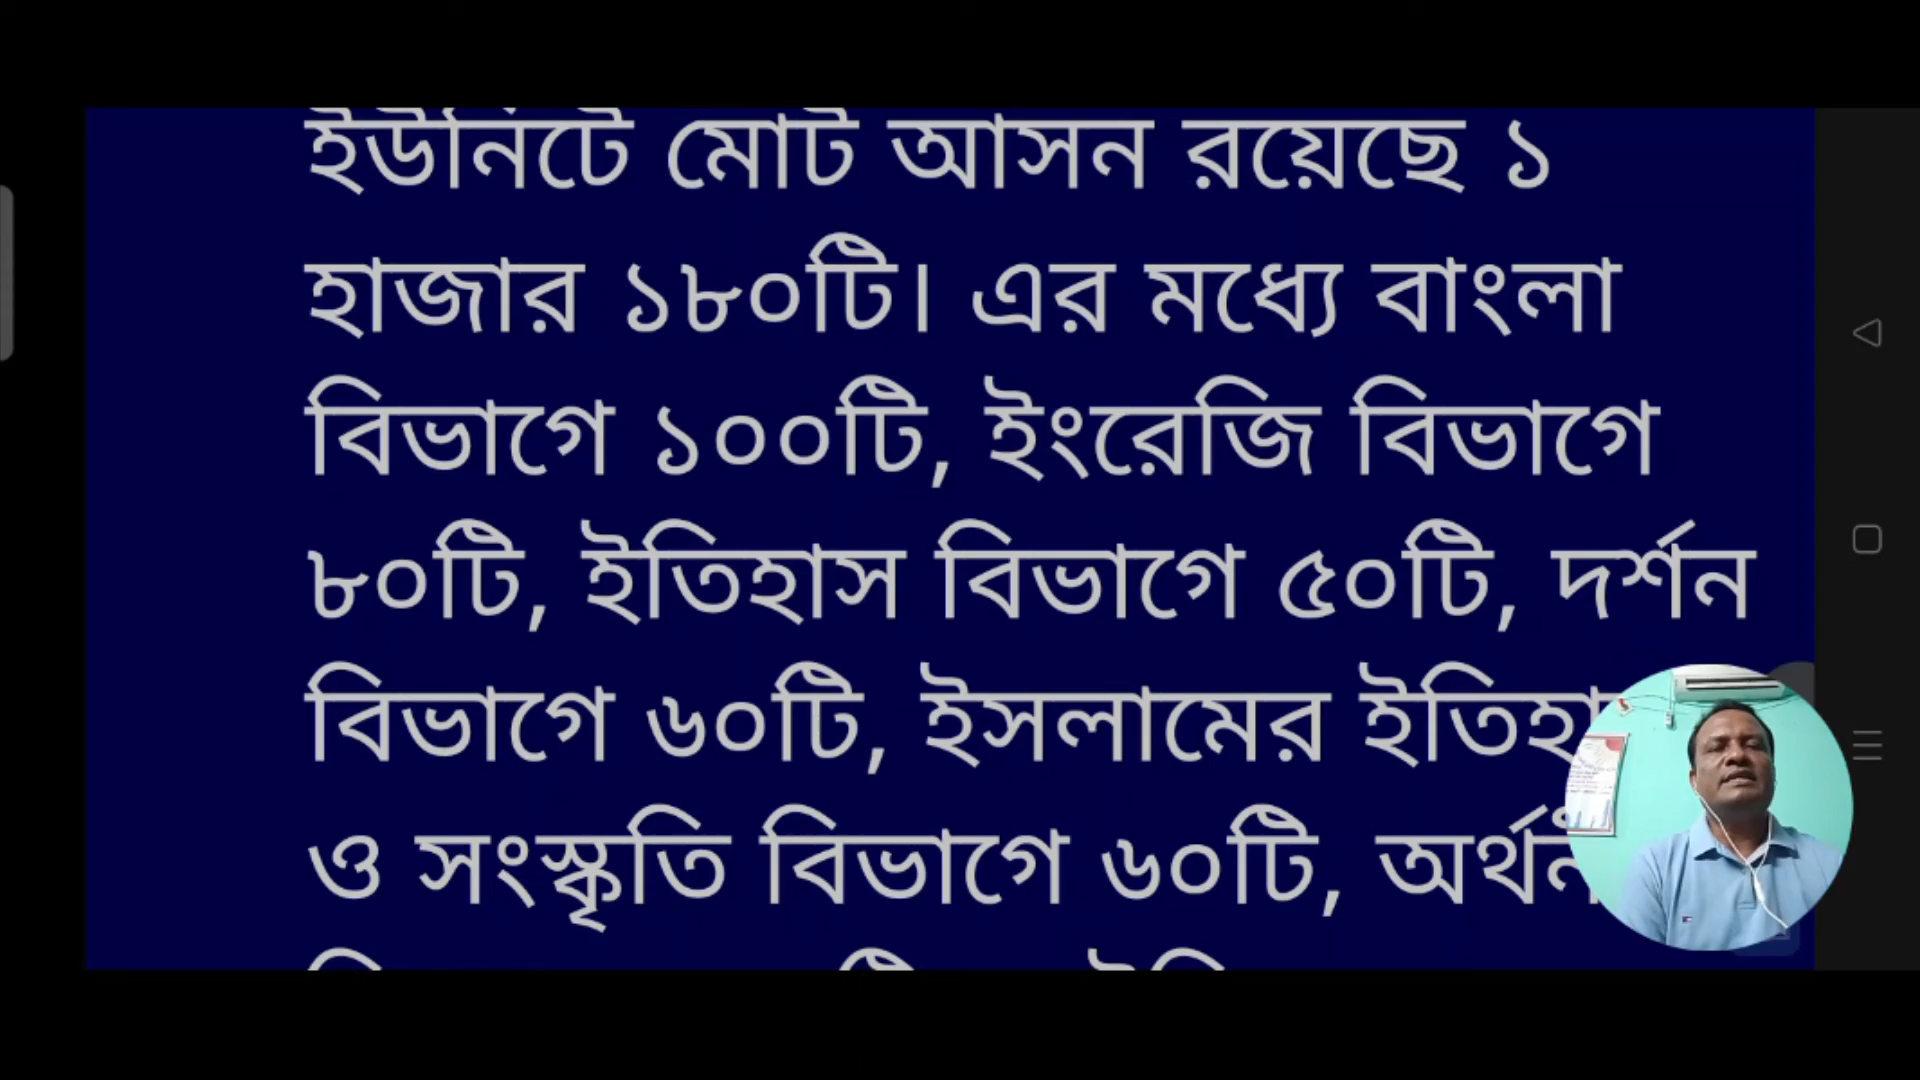 ইউনিটে মোট আসন রয়েছে ১
হাজার ১৮০টি। এর মধ্যে বাংলা
বিভাগে ১০০টি, ইংরেজি বিভাগে
৮০টি, ইতিহাস বিভাগে ৫০টি, দর্শন
বিভাগে ৬০টি, ইসলামের
ও সংস্কৃতি বিভাগে ৬০টি,